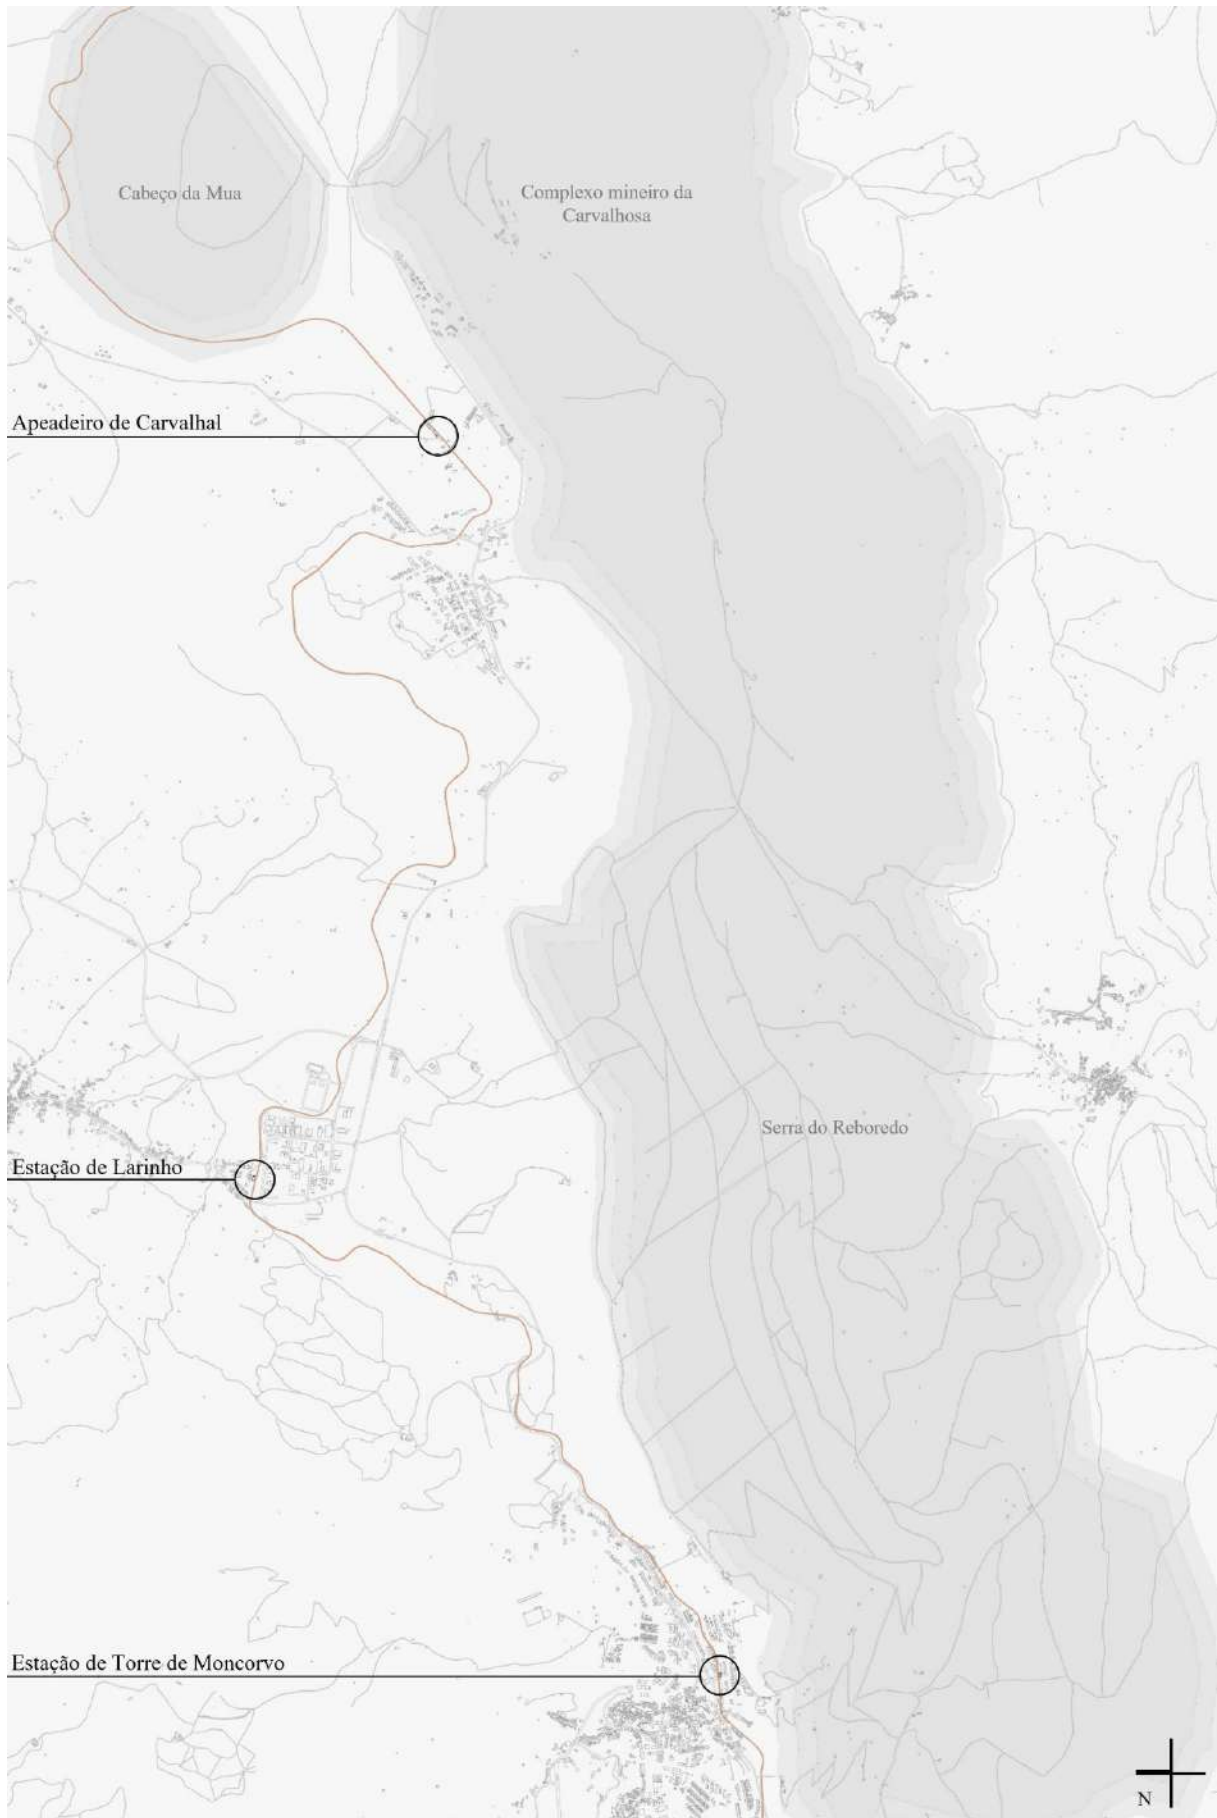 Cabeço da Mua
Complexo mineiro da
Carvalhosa
Apeadeiro de Carvalhal
Serra do Reboredo
Estação de Larinho
Estação de Torre de Moncorvo
N